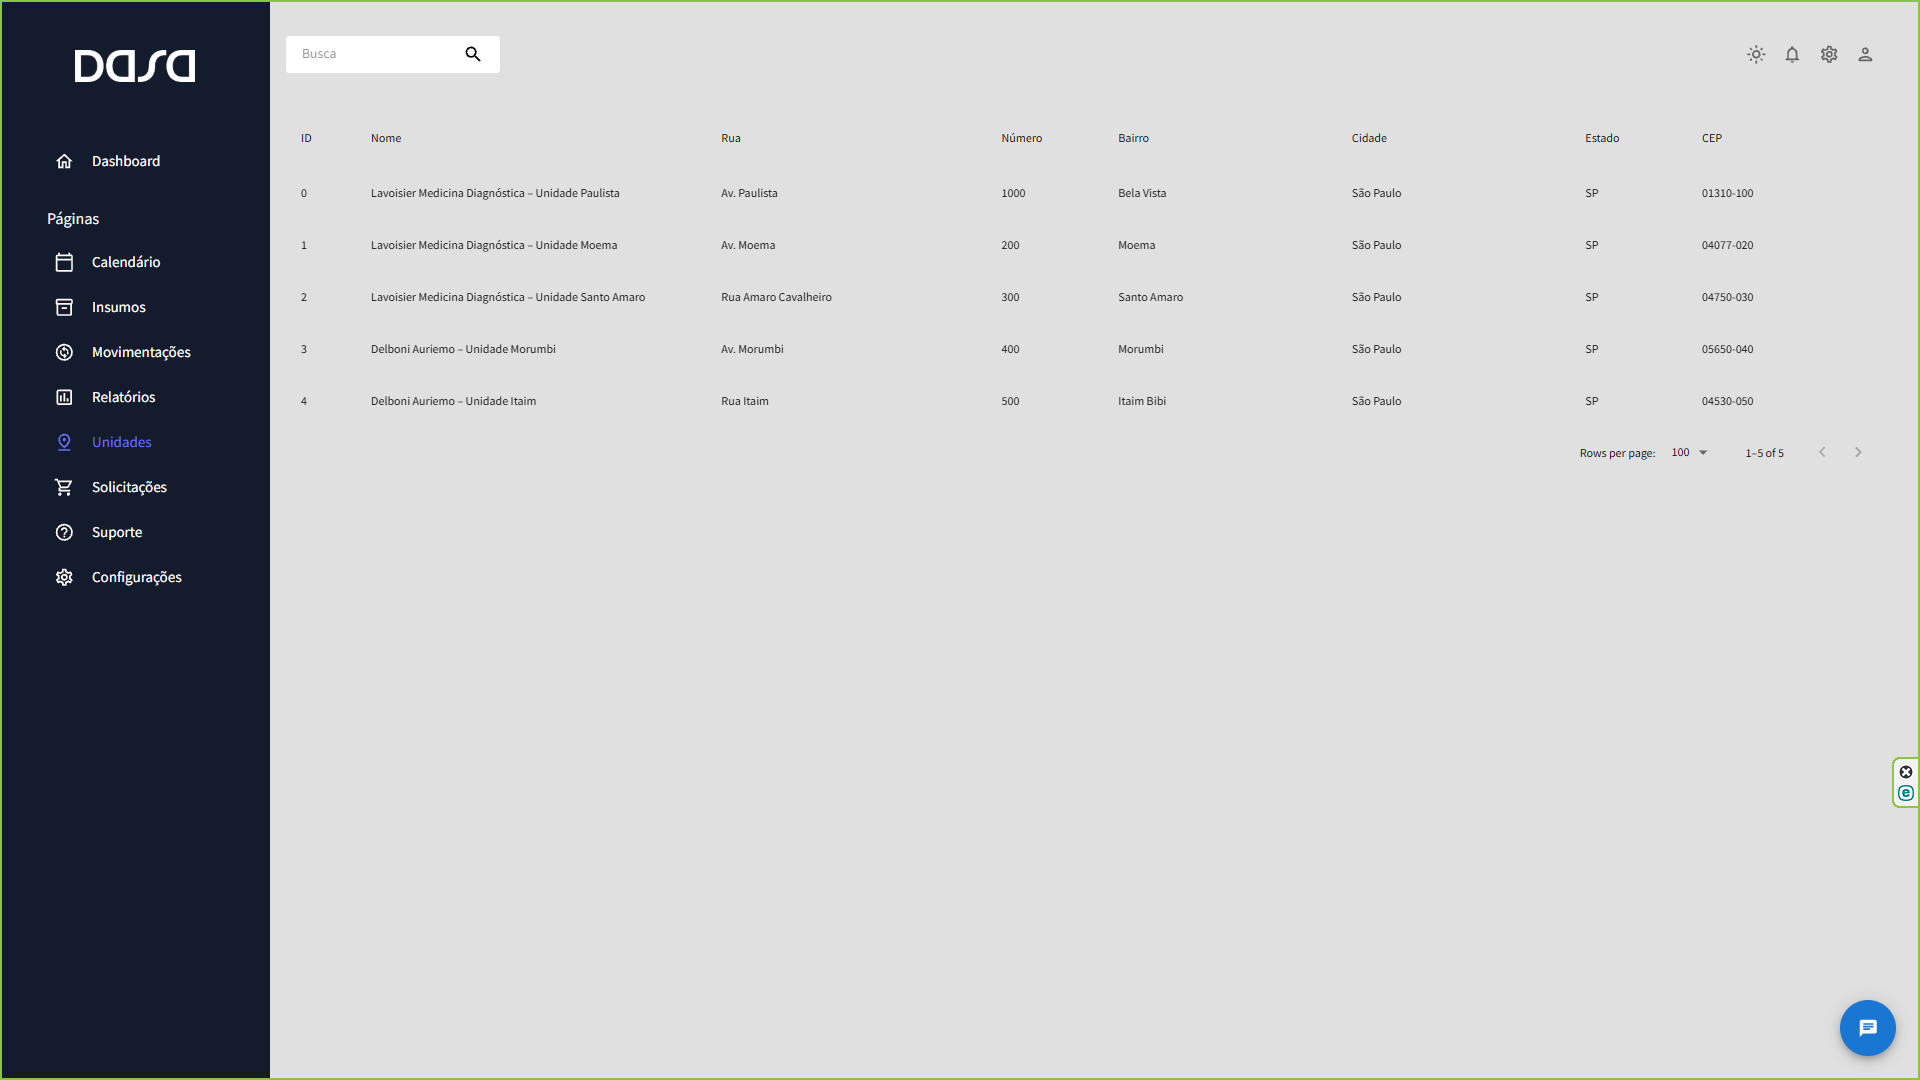 Dasa
Busca
Dashboard
Páginas
Calendário
Insumos
Movimentações
Relatórios
Unidades
Solicitações
Suporte
Configurações
ID Nome Rua Número Bairro Cidade Estado CEP
0 Lavoisier Medicina Diagnóstica – Unidade Paulista Av. Paulista 1000 Bela Vista São Paulo SP 01310-100
1 Lavoisier Medicina Diagnóstica – Unidade Moema Av. Moema 200 Moema São Paulo SP 04077-020
2 Lavoisier Medicina Diagnóstica – Unidade Santo Amaro Rua Amaro Cavalheiro 300 Santo Amaro São Paulo SP 04750-030
3 Delboni Auriemo – Unidade Morumbi Av. Morumbi 400 Morumbi São Paulo SP 05650-040
4 Delboni Auriemo – Unidade Itaim Rua Itaim 500 Itaim Bibi São Paulo SP 04530-050
Rows per page: 100 1–5 of 5
e